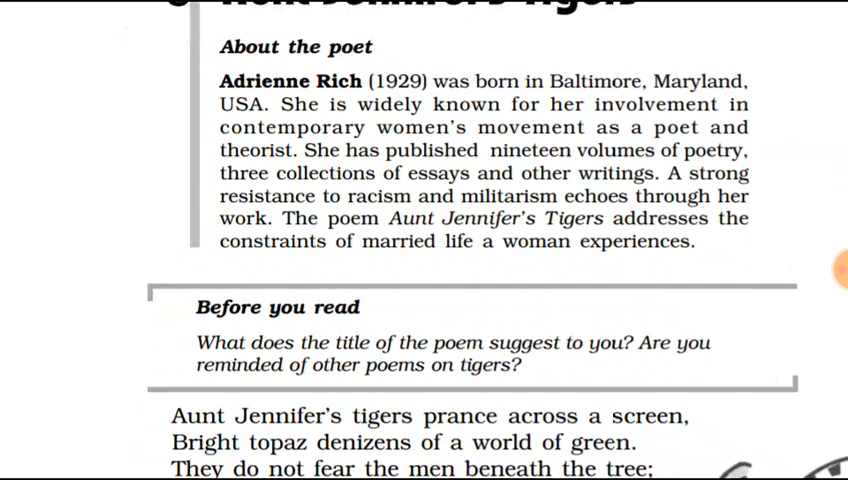 Aunt Jennifer's Tigers
About the poet
Adrienne Rich (1929) was born in Baltimore, Maryland,
USA. She is widely known for her involvement in
contemporary women's movement as a poet and
theorist. She has published nineteen volumes of poetry,
three collections of essays and other writings. A strong
resistance to racism and militarism echoes through her
work. The poem Aunt Jennifer's Tigers addresses the
constraints of married life a woman experiences.
Before you read
What does the title of the poem suggest to you? Are you
reminded of other poems on tigers?
Aunt Jennifer's tigers prance across a screen,
Bright topaz denizens of a world of green.
They do not fear the men beneath the tree;